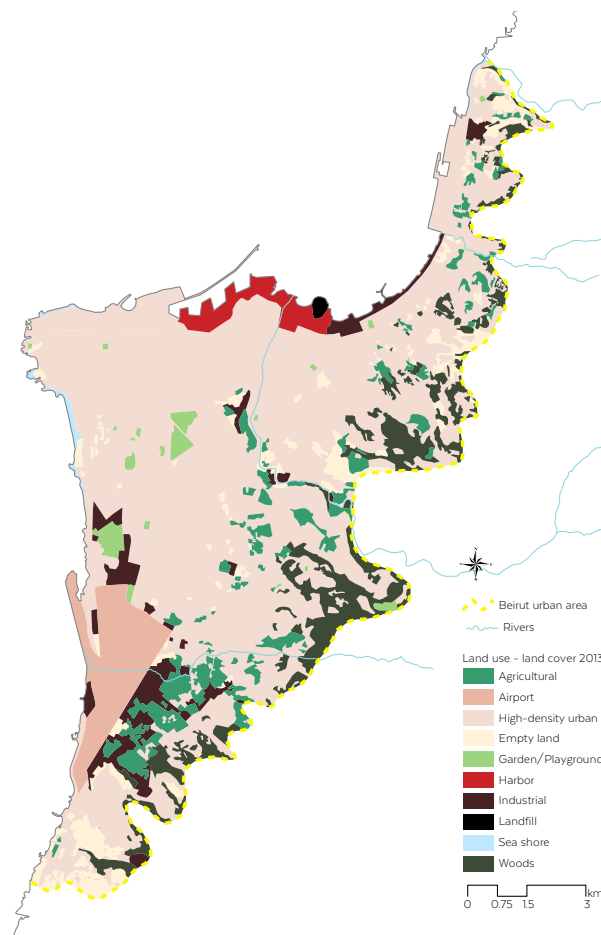 Beirut urban area
Rivers
Land use - land cover 2013
Agricultural
Airport
High-density urban
Empty land
Garden/Playground
Harbor
Industrial
Landfill
Sea shore
Woods
km
0 0.75 1.5 3